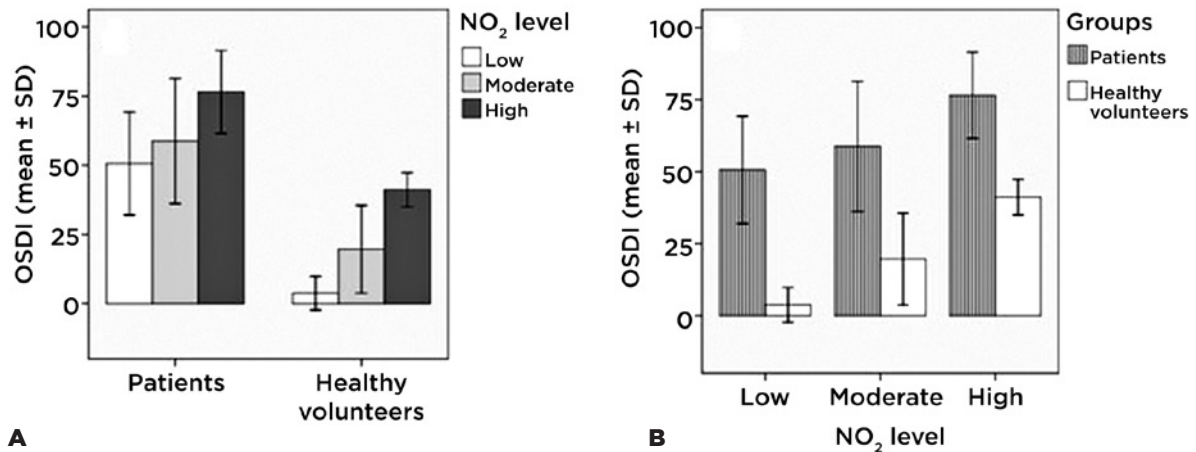 OSDI (mean ± SD)
100
75
50
25
0
Patients
Healthy
volunteers
NO₂ level
Low
Moderate
High
A
OSDI (mean ± SD)
100
75
50
25
0
Low
Moderate
High
NO₂ level
Groups
Patients
Healthy
volunteers
B